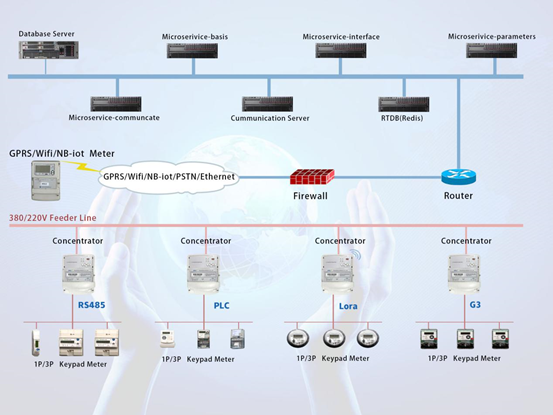 Database Server
Microserivice-basis
Microservice-interface
Microserivice-parameters
Microservice-communcate
Cummunication Server
RTDB(Redis)
GPRS/Wifi/NB-iot Meter
GPRS/Wifi/NB-iot/PSTN/Ethernet
Firewall
Router
380/220V Feeder Line
Concentrator
Concentrator
Concentrator
Concentrator
RS485
PLC
Lora
G3
1P/3P Keypad Meter
1P/3P Keypad Meter
1P/3P Keypad Meter
1P/3P Keypad Meter